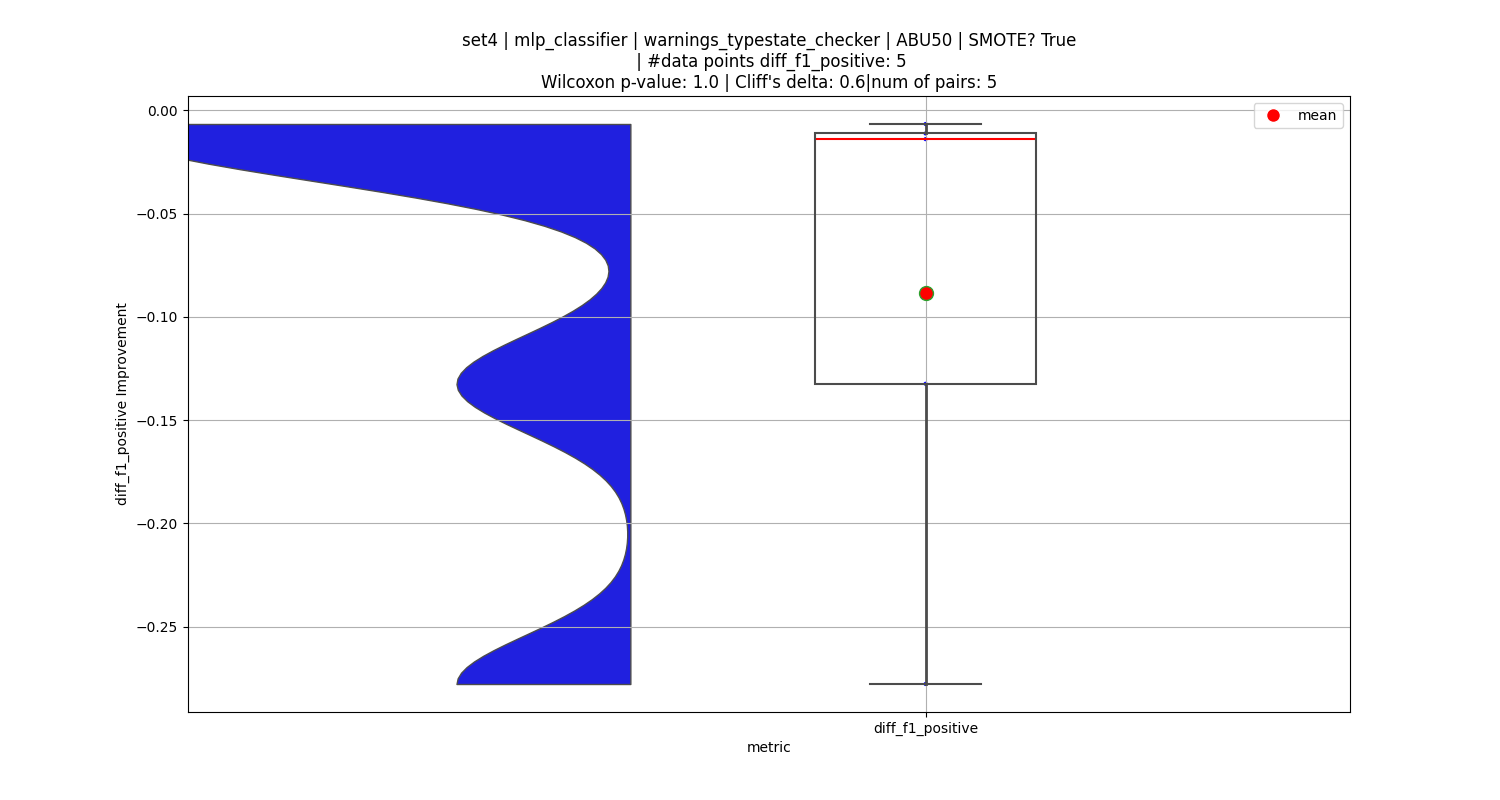 set4 | mlp_classifier | warnings_typestate_checker | ABU50 | SMOTE? True
| #data points diff_f1_positive: 5
Wilcoxon p-value: 1.0 | Cliff's delta: 0.6|num of pairs: 5
mean
0.00
−0.05
−0.10
−0.15
−0.20
−0.25
diff_f1_positive Improvement
diff_f1_positive
metric